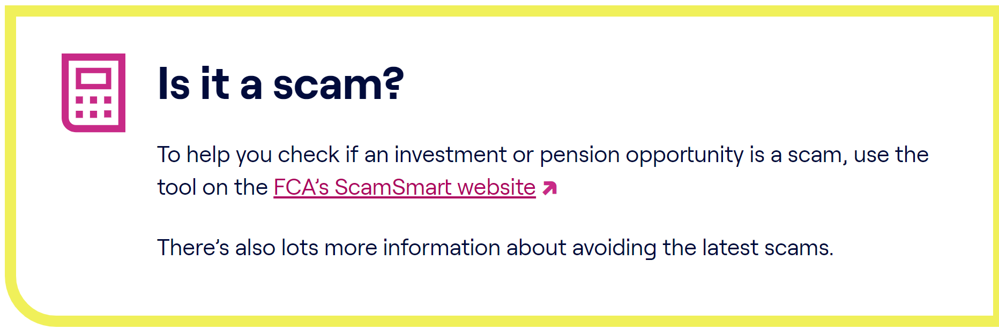 Is it a scam?
To help you check if an investment or pension opportunity is a scam, use the
tool on the FCA’s ScamSmart website
There’s also lots more information about avoiding the latest scams.